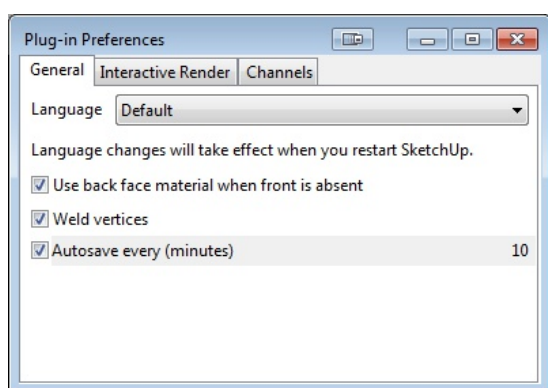 Plug-in Preferences
General Interactive Render Channels
Language Default
Language changes will take effect when you restart SketchUp.
Use back face material when front is absent
Weld vertices
Autosave every (minutes) 10